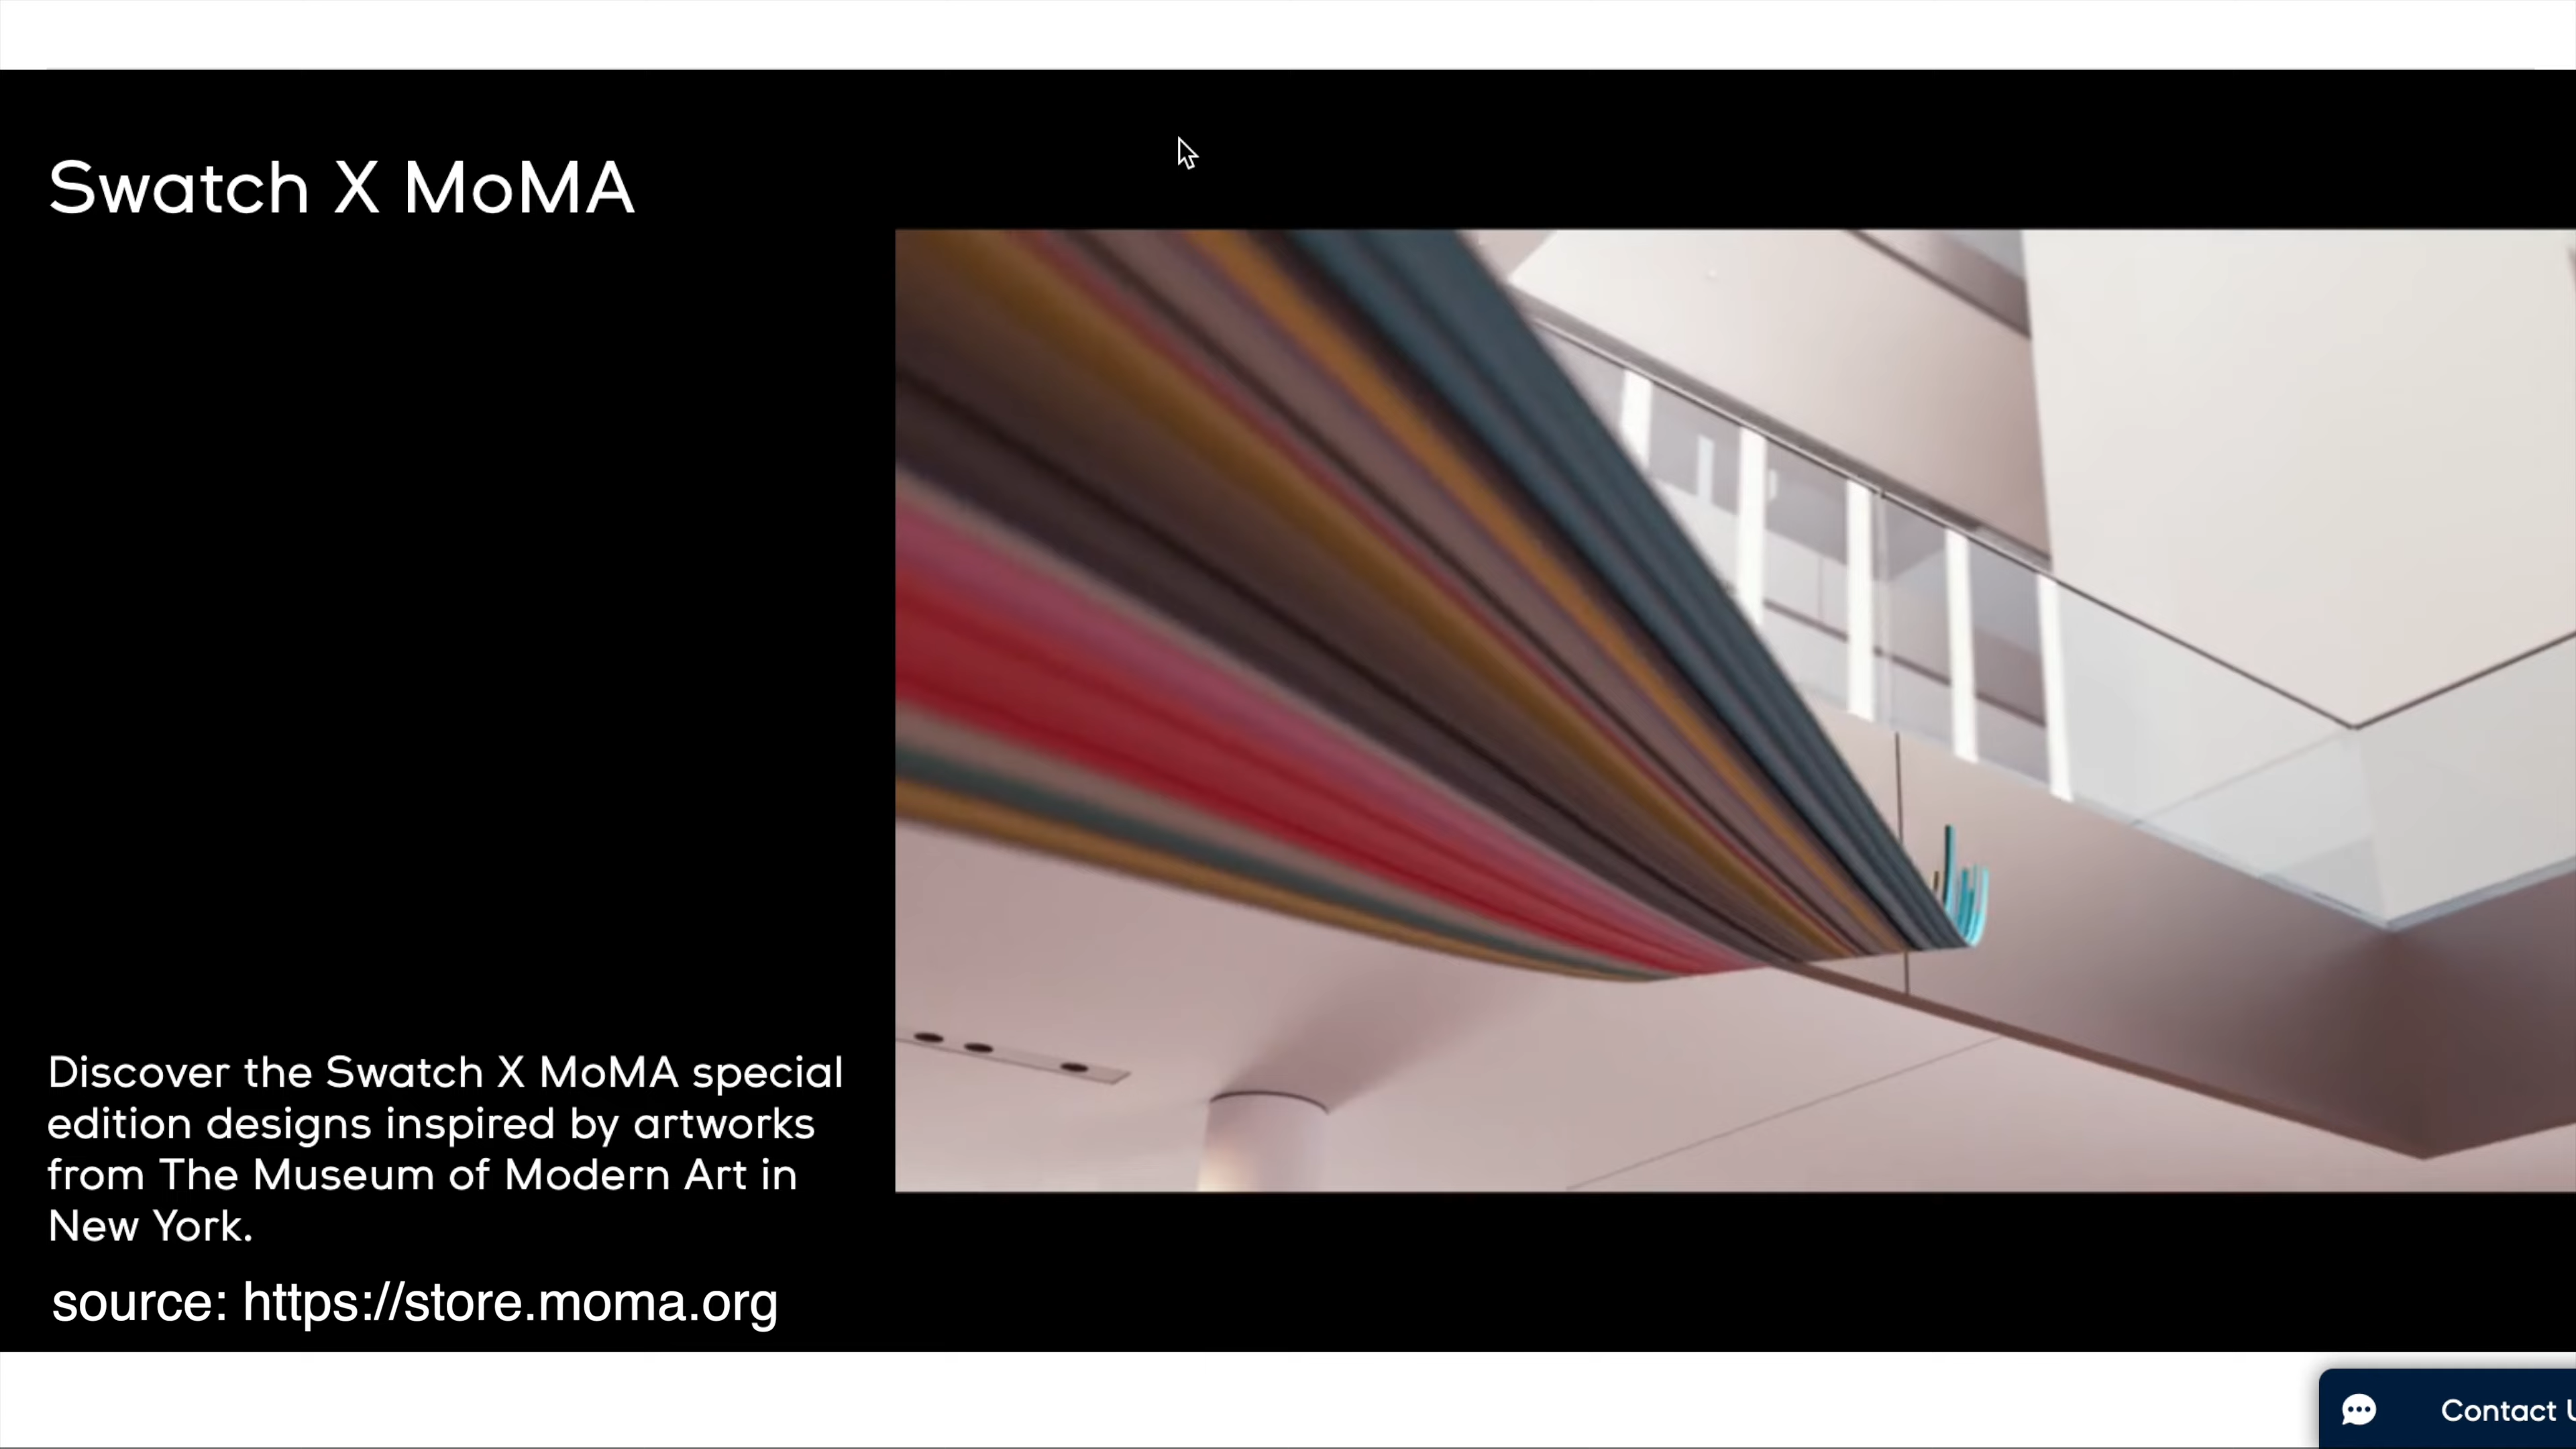 Swatch X MoMA
Discover the Swatch X MoMA special
edition designs inspired by artworks
from The Museum of Modern Art in
New York.
source: https://store.moma.org
Contact U